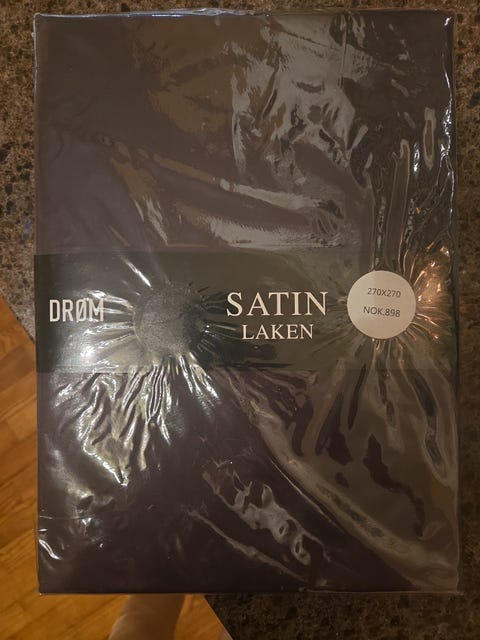 DRØM
SATIN
LAKEN
270X270
NOK.898